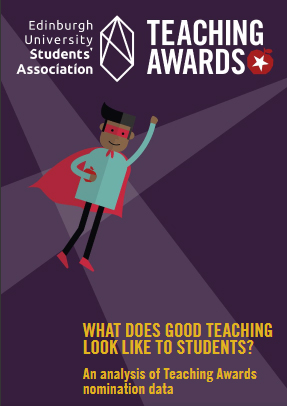 Edinburgh
University
Students'
Association
TEACHING
AWARDS
WHAT DOES GOOD TEACHING
LOOK LIKE TO STUDENTS?
An analysis of Teaching Awards
nomination data